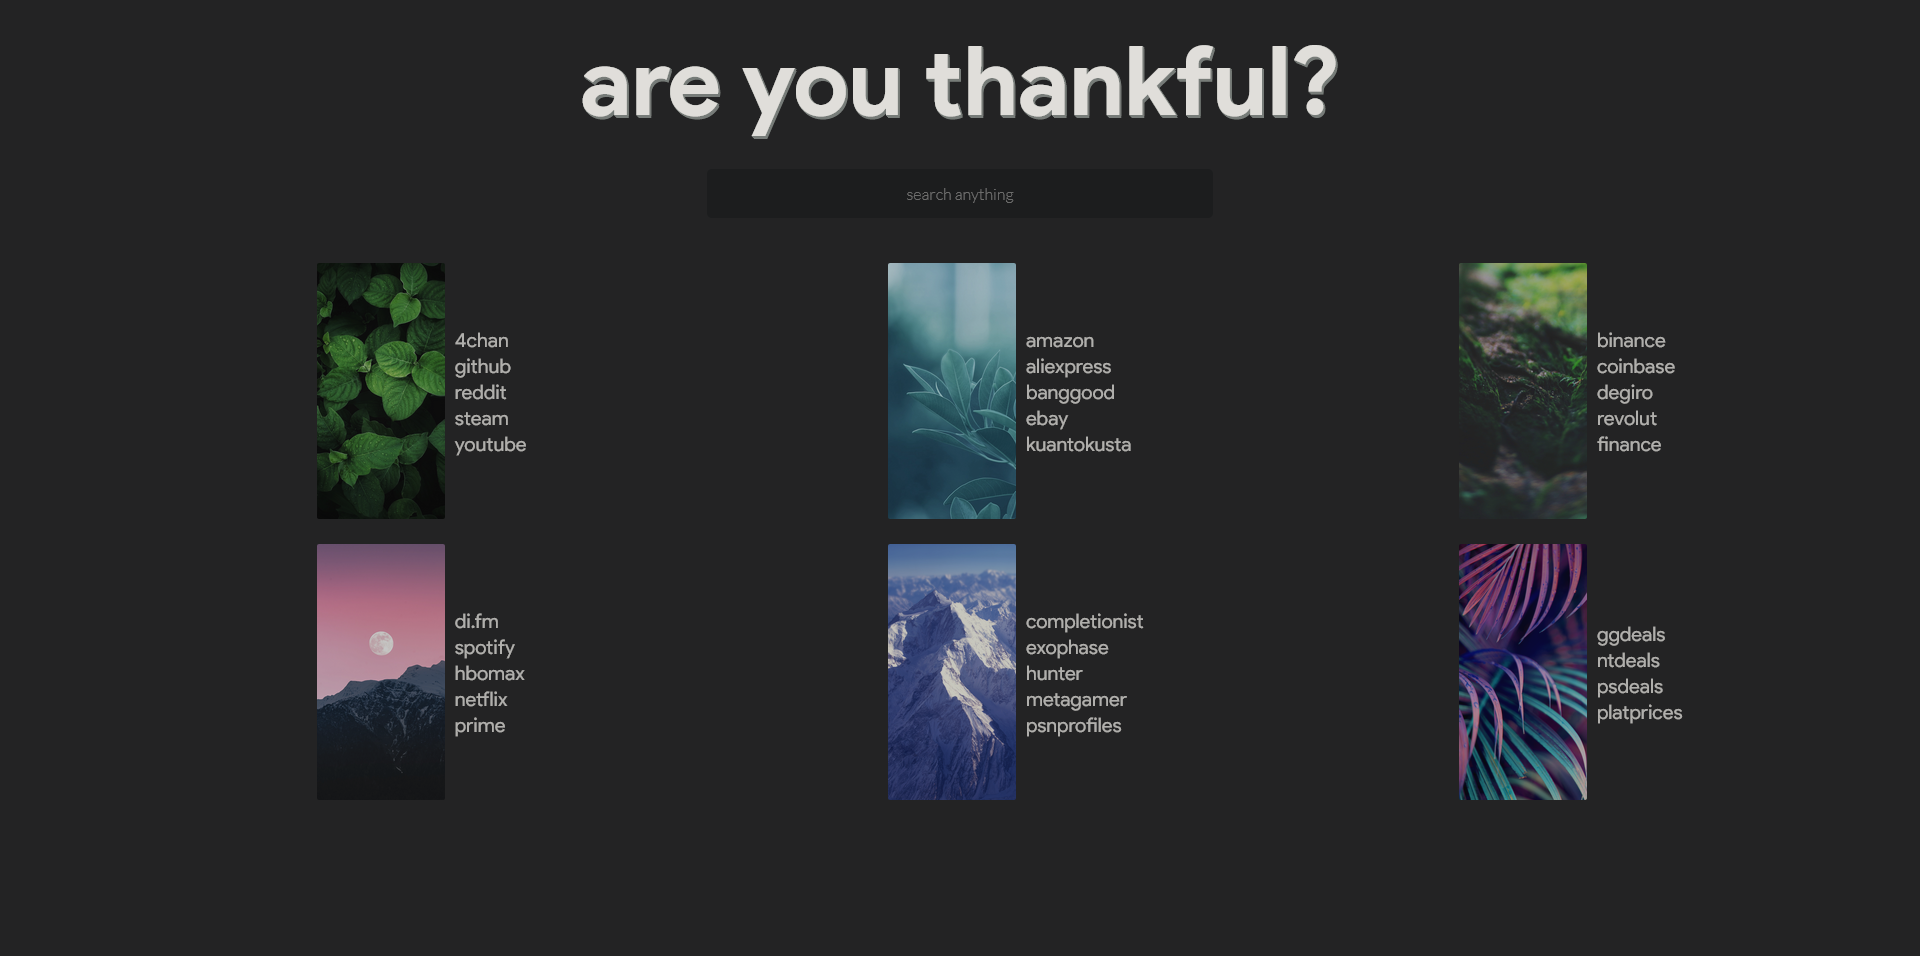 are you thankful?
search anything
4chan
github
reddit
steam
youtube
amazon
aliexpress
banggood
ebay
kuantokusta
binance
coinbase
degiro
revolut
finance
di.fm
spotify
hbomax
netflix
prime
completionist
exophase
hunter
metagamer
psnprofiles
ggdeals
ntdeals
psdeals
platprices